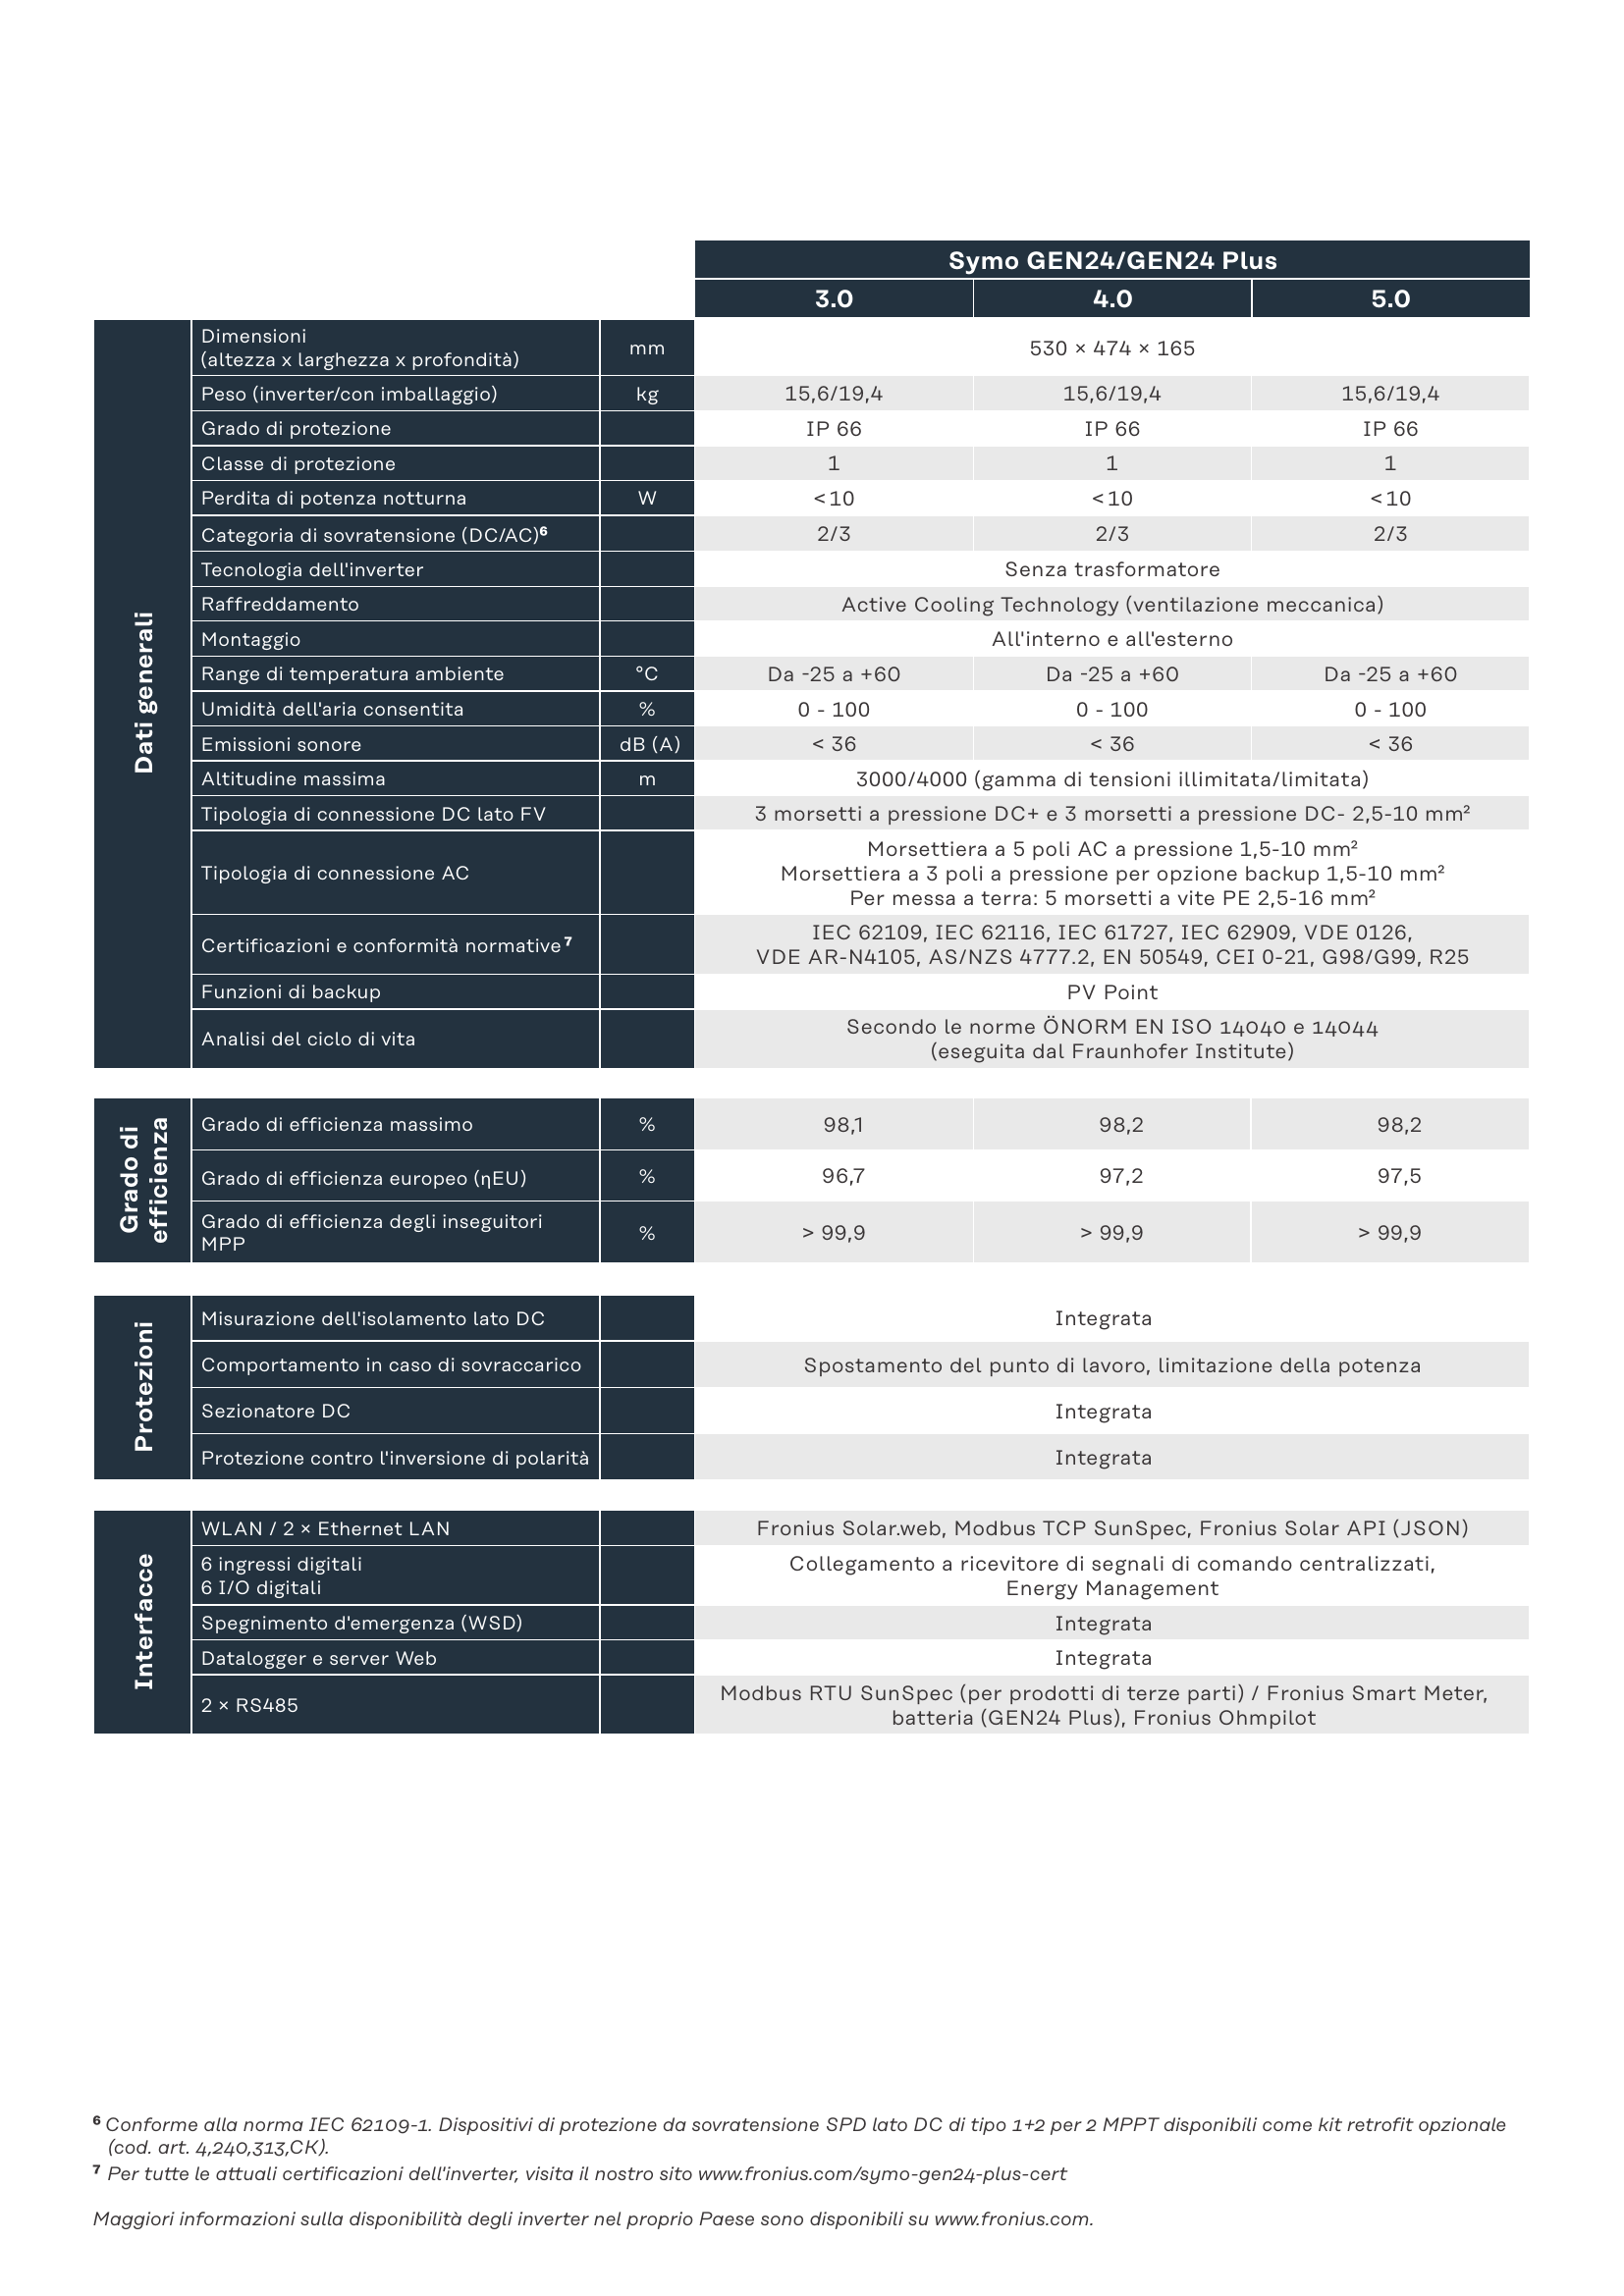 Symo GEN24/GEN24 Plus
3.0 4.0 5.0
Dati generali
Dimensioni
(altezza x larghezza x profondità) mm 530 × 474 × 165
Peso (inverter/con imballaggio) kg 15,6/19,4 15,6/19,4 15,6/19,4
Grado di protezione IP 66 IP 66 IP 66
Classe di protezione 1 1 1
Perdita di potenza notturna W <10 <10 <10
Categoria di sovratensione (DC/AC)⁶ 2/3 2/3 2/3
Tecnologia dell'inverter Senza trasformatore
Raffreddamento Active Cooling Technology (ventilazione meccanica)
Montaggio All'interno e all'esterno
Range di temperatura ambiente °C Da -25 a +60 Da -25 a +60 Da -25 a +60
Umidità dell'aria consentita % 0 - 100 0 - 100 0 - 100
Emissioni sonore dB (A) < 36 < 36 < 36
Altitudine massima m 3000/4000 (gamma di tensioni illimitata/limitata)
Tipologia di connessione DC lato FV 3 morsetti a pressione DC+ e 3 morsetti a pressione DC- 2,5-10 mm²
Tipologia di connessione AC
Morsettiera a 5 poli AC a pressione 1,5-10 mm²
Morsettiera a 3 poli a pressione per opzione backup 1,5-10 mm²
Per messa a terra: 5 morsetti a vite PE 2,5-16 mm²
Certificazioni e conformità normative⁷
IEC 62109, IEC 62116, IEC 61727, IEC 62909, VDE 0126,
VDE AR-N4105, AS/NZS 4777.2, EN 50549, CEI 0-21, G98/G99, R25
Funzioni di backup PV Point
Analisi del ciclo di vita
Secondo le norme ÖNORM EN ISO 14040 e 14044
(eseguita dal Fraunhofer Institute)
Grado di
efficienza
Grado di efficienza massimo % 98,1 98,2 98,2
Grado di efficienza europeo (ηEU) % 96,7 97,2 97,5
Grado di efficienza degli inseguitori
MPP % > 99,9 > 99,9 > 99,9
Protezioni
Misurazione dell'isolamento lato DC Integrata
Comportamento in caso di sovraccarico Spostamento del punto di lavoro, limitazione della potenza
Sezionatore DC Integrata
Protezione contro l'inversione di polarità Integrata
Interfacce
WLAN / 2 × Ethernet LAN Fronius Solar.web, Modbus TCP SunSpec, Fronius Solar API (JSON)
6 ingressi digitali
6 I/O digitali
Collegamento a ricevitore di segnali di comando centralizzati,
Energy Management
Spegnimento d'emergenza (WSD) Integrata
Datalogger e server Web Integrata
2 × RS485
Modbus RTU SunSpec (per prodotti di terze parti) / Fronius Smart Meter,
batteria (GEN24 Plus), Fronius Ohmpilot
⁶ Conforme alla norma IEC 62109-1. Dispositivi di protezione da sovratensione SPD lato DC di tipo 1+2 per 2 MPPT disponibili come kit retrofit opzionale
(cod. art. 4,240,313,CK).
⁷ Per tutte le attuali certificazioni dell'inverter, visita il nostro sito www.fronius.com/symo-gen24-plus-cert
Maggiori informazioni sulla disponibilità degli inverter nel proprio Paese sono disponibili su www.fronius.com.